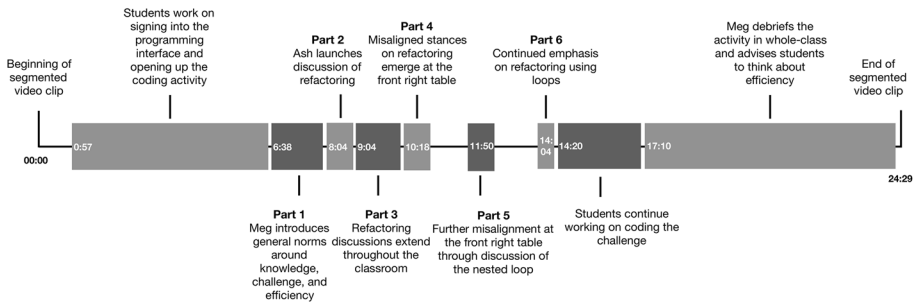 Beginning of
segmented
video clip
00:00
Students work on
signing into the
programming
interface and
opening up the
coding activity
0:57
6:38
Part 1
Meg introduces
general norms
around
knowledge,
challenge, and
efficiency
Part 2
Ash launches
discussion of
refactoring
8:04
9:04
Part 3
Refactoring
discussions extend
throughout the
classroom
Part 4
Misaligned stances
on refactoring
emerge at the
front right table
10:18
11:50
Part 5
Further misalignment at
the front right table
through discussion of
the nested loop
Part 6
Continued emphasis
on refactoring using
loops
14:
04
14:20
Students continue
working on coding the
challenge
Meg debriefs the
activity in whole-class
and advises students
to think about
efficiency
17:10
End of
segmented
video clip
24:29